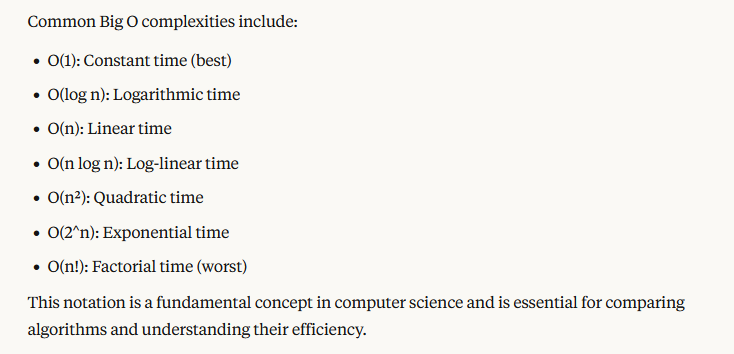 Common Big O complexities include:
• O(1): Constant time (best)
• O(log n): Logarithmic time
• O(n): Linear time
• O(n log n): Log-linear time
• O(n²): Quadratic time
• O(2^n): Exponential time
• O(n!): Factorial time (worst)
This notation is a fundamental concept in computer science and is essential for comparing
algorithms and understanding their efficiency.